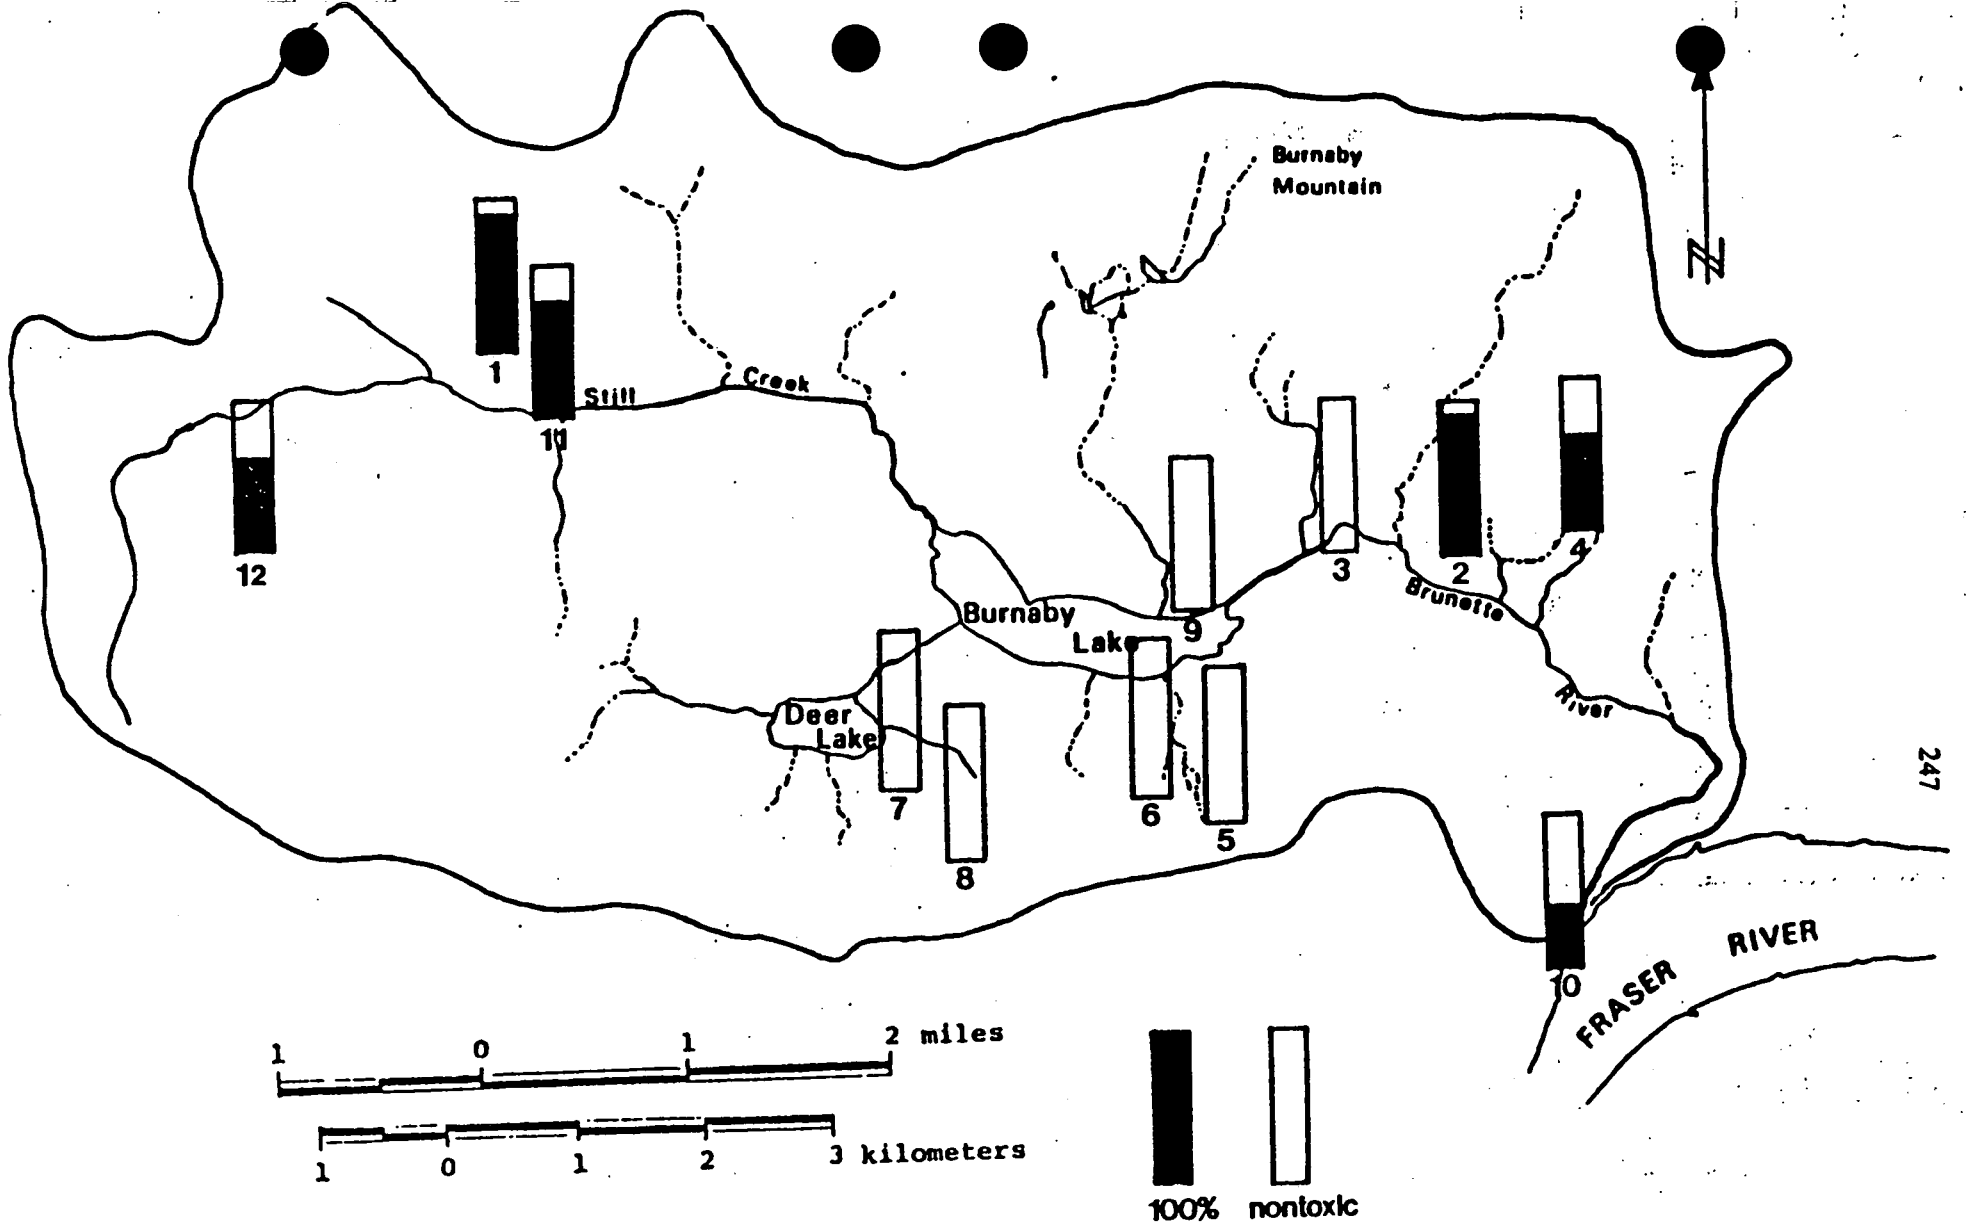 Burnaby
Mountain
1
Still
Creek
11
12
9
3
2
4
Brunette
Burnaby
Lake
River
Deer
Lake
7
6
5
8
10
247
FRASER RIVER
1 0 1 2 miles
1 0 1 2 3 kilometers
100% nontoxic
N